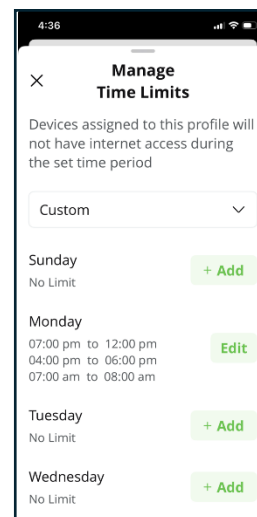 4:36
Manage
Time Limits
Devices assigned to this profile will
not have internet access during
the set time period
Custom
Sunday
No Limit
+ Add
Monday
07:00 pm to 12:00 pm
04:00 pm to 06:00 pm
07:00 am to 08:00 am
Edit
Tuesday
No Limit
+ Add
Wednesday
No Limit
+ Add